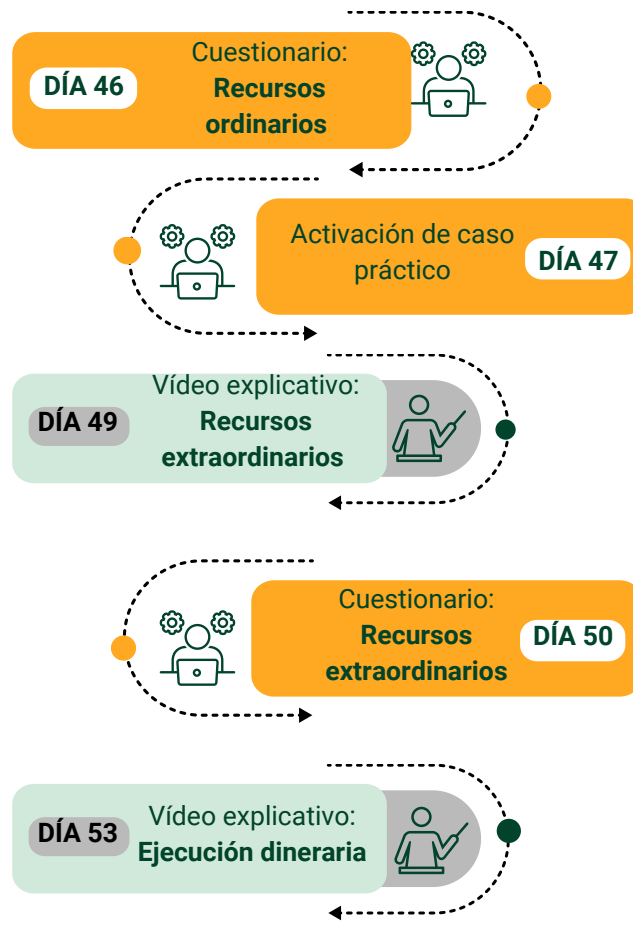 Cuestionario:
DÍA 46
Recursos
ordinarios
Activación de caso
práctico
DÍA 47
Vídeo explicativo:
DÍA 49
Recursos
extraordinarios
Cuestionario:
Recursos
DÍA 50
extraordinarios
Vídeo explicativo:
DÍA 53
Ejecución dineraria